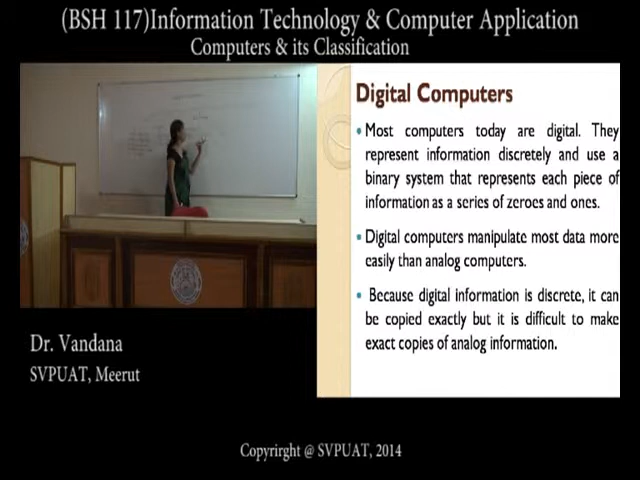 (BSH 117)Information Technology & Computer Application
Computers & its Classification
Digital Computers
•Most computers today are digital. They
represent information discretely and use a
binary system that represents each piece of
information as a series of zeroes and ones.
•Digital computers manipulate most data more
easily than analog computers.
• Because digital information is discrete, it can
be copied exactly but it is difficult to make
exact copies of analog information.
Dr. Vandana
SVPUAT, Meerut
Copyrirght @ SVPUAT, 2014